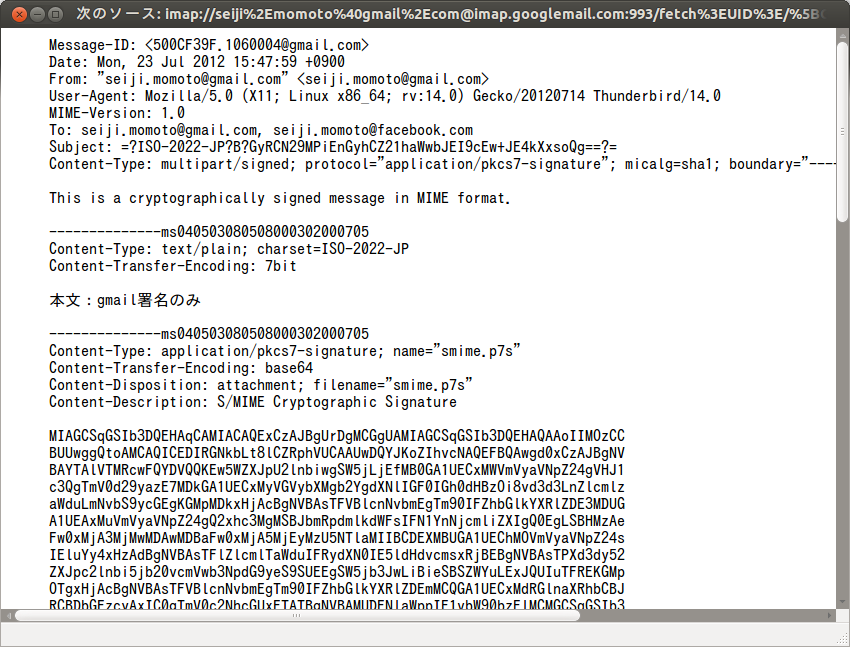 次のソース: imap://seiji%2Emomoto%40gmail%2Ecom@imap.googlemail.com:993/fetch%3EUID%3E/%5B
Message-ID: <500CF39F.1060004@gmail.com>
Date: Mon, 23 Jul 2012 15:47:59 +0900
From: "seiji.momoto@gmail.com" <seiji.momoto@gmail.com>
User-Agent: Mozilla/5.0 (X11; Linux x86_64; rv:14.0) Gecko/20120714 Thunderbird/14.0
MIME-Version: 1.0
To: seiji.momoto@gmail.com, seiji.momoto@facebook.com
Subject: =?ISO-2022-JP?B?GyRCN29MPiEnGyhCZ21haWwbJEI9cEw+JE4kXxsoQg==?=
Content-Type: multipart/signed; protocol="application/pkcs7-signature"; micalg=sha1; boundary="----
This is a cryptographically signed message in MIME format.
--------------ms040503080508000302000705
Content-Type: text/plain; charset=ISO-2022-JP
Content-Transfer-Encoding: 7bit
本文：gmail署名のみ
--------------ms040503080508000302000705
Content-Type: application/pkcs7-signature; name="smime.p7s"
Content-Transfer-Encoding: base64
Content-Disposition: attachment; filename="smime.p7s"
Content-Description: S/MIME Cryptographic Signature
MIAGCSqGSIb3DQEHAqCAMIACAQExCzAJBgUrDgMCGgUAMIAGCSqGSIb3DQEHAQAAoIIMOzCC
BUUwggQtoAMCAQICEDIRGNkbLt8lCZRphVUCAAUwDQYJKoZIhvcNAQEFBQAwgd0xCzAJBgNV
BAYTAlVTMRcwFQYDVQQKEw5WZXJpU2lnbiwgSW5jLjEfMB0GA1UECxMWVmVyaVNpZ24gVHJ1
c3QgTmV0d29yazE7MDkGA1UECxMyVGVybXMgb2YgdXNlIGF0IGh0dHBzOi8vd3d3LnZlcmlz
aWduLmNvbS9ycGEgKGMpMDkxHjAcBgNVBAsTFVBlcnNvbmEgTm90IFZhbGlkYXRlZDE3MDUG
A1UEAxMuVmVyaVNpZ24gQ2xhc3MgMSBJbmRpdmlkdWFsIFN1YnNjcmliZXIgQ0EgLSBHMzAe
Fw0xMjA3MjMwMDAwMDBaFw0xMjA5MjEyMzU5NTlaMIIBCDEXMBUGA1UEChMOVmVyaVNpZ24s
IEluYy4xHzAdBgNVBAsTFlZlcmlTaWduIFRydXN0IE5ldHdvcmsxRjBEBgNVBAsTPXd3dy52
ZXJpc2lnbi5jb20vcmVwb3NpdG9yeS9SUEEgSW5jb3JwLiBieSBSZWYuLExJQUIuTFREKGMp
OTgxHjAcBgNVBAsTFVBlcnNvbmEgTm90IFZhbGlkYXRlZDEmMCQGA1UECxMdRGlnaXRhbCBJ